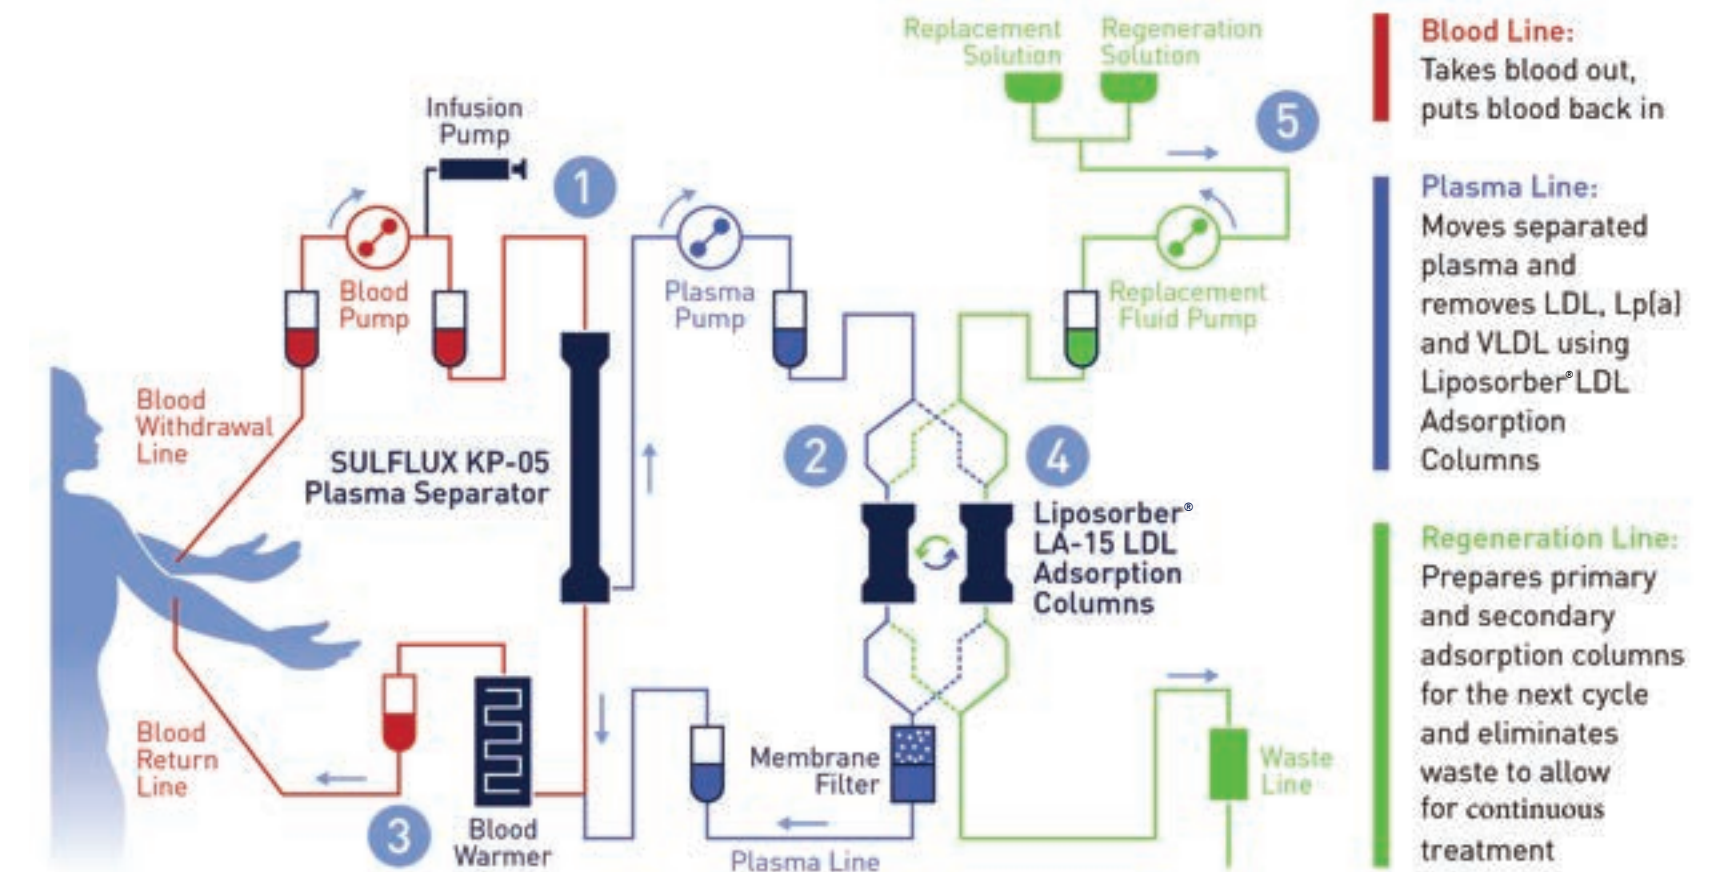 Replacement
Solution
Regeneration
Solution
5
Infusion
Pump
1
Blood
Pump
Plasma
Pump
Replacement
Fluid Pump
Blood
Withdrawal
Line
SULFLUX KP-05
Plasma Separator
2
4
Liposorber®
LA-15 LDL
Adsorption
Columns
Blood
Return
Line
3
Blood
Warmer
Membrane
Filter
Plasma Line
Waste
Line
Blood Line:
Takes blood out,
puts blood back in
Plasma Line:
Moves separated
plasma and
removes LDL, Lp(a)
and VLDL using
Liposorber® LDL
Adsorption
Columns
Regeneration Line:
Prepares primary
and secondary
adsorption columns
for the next cycle
and eliminates
waste to allow
for continuous
treatment